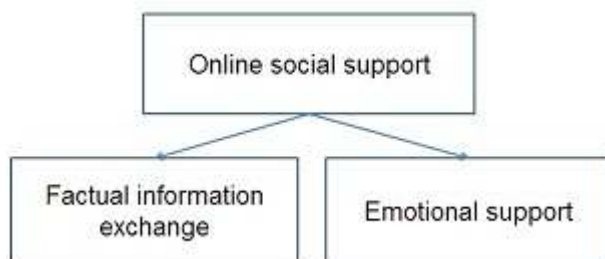 Online social support
Factual information
exchange
Emotional support